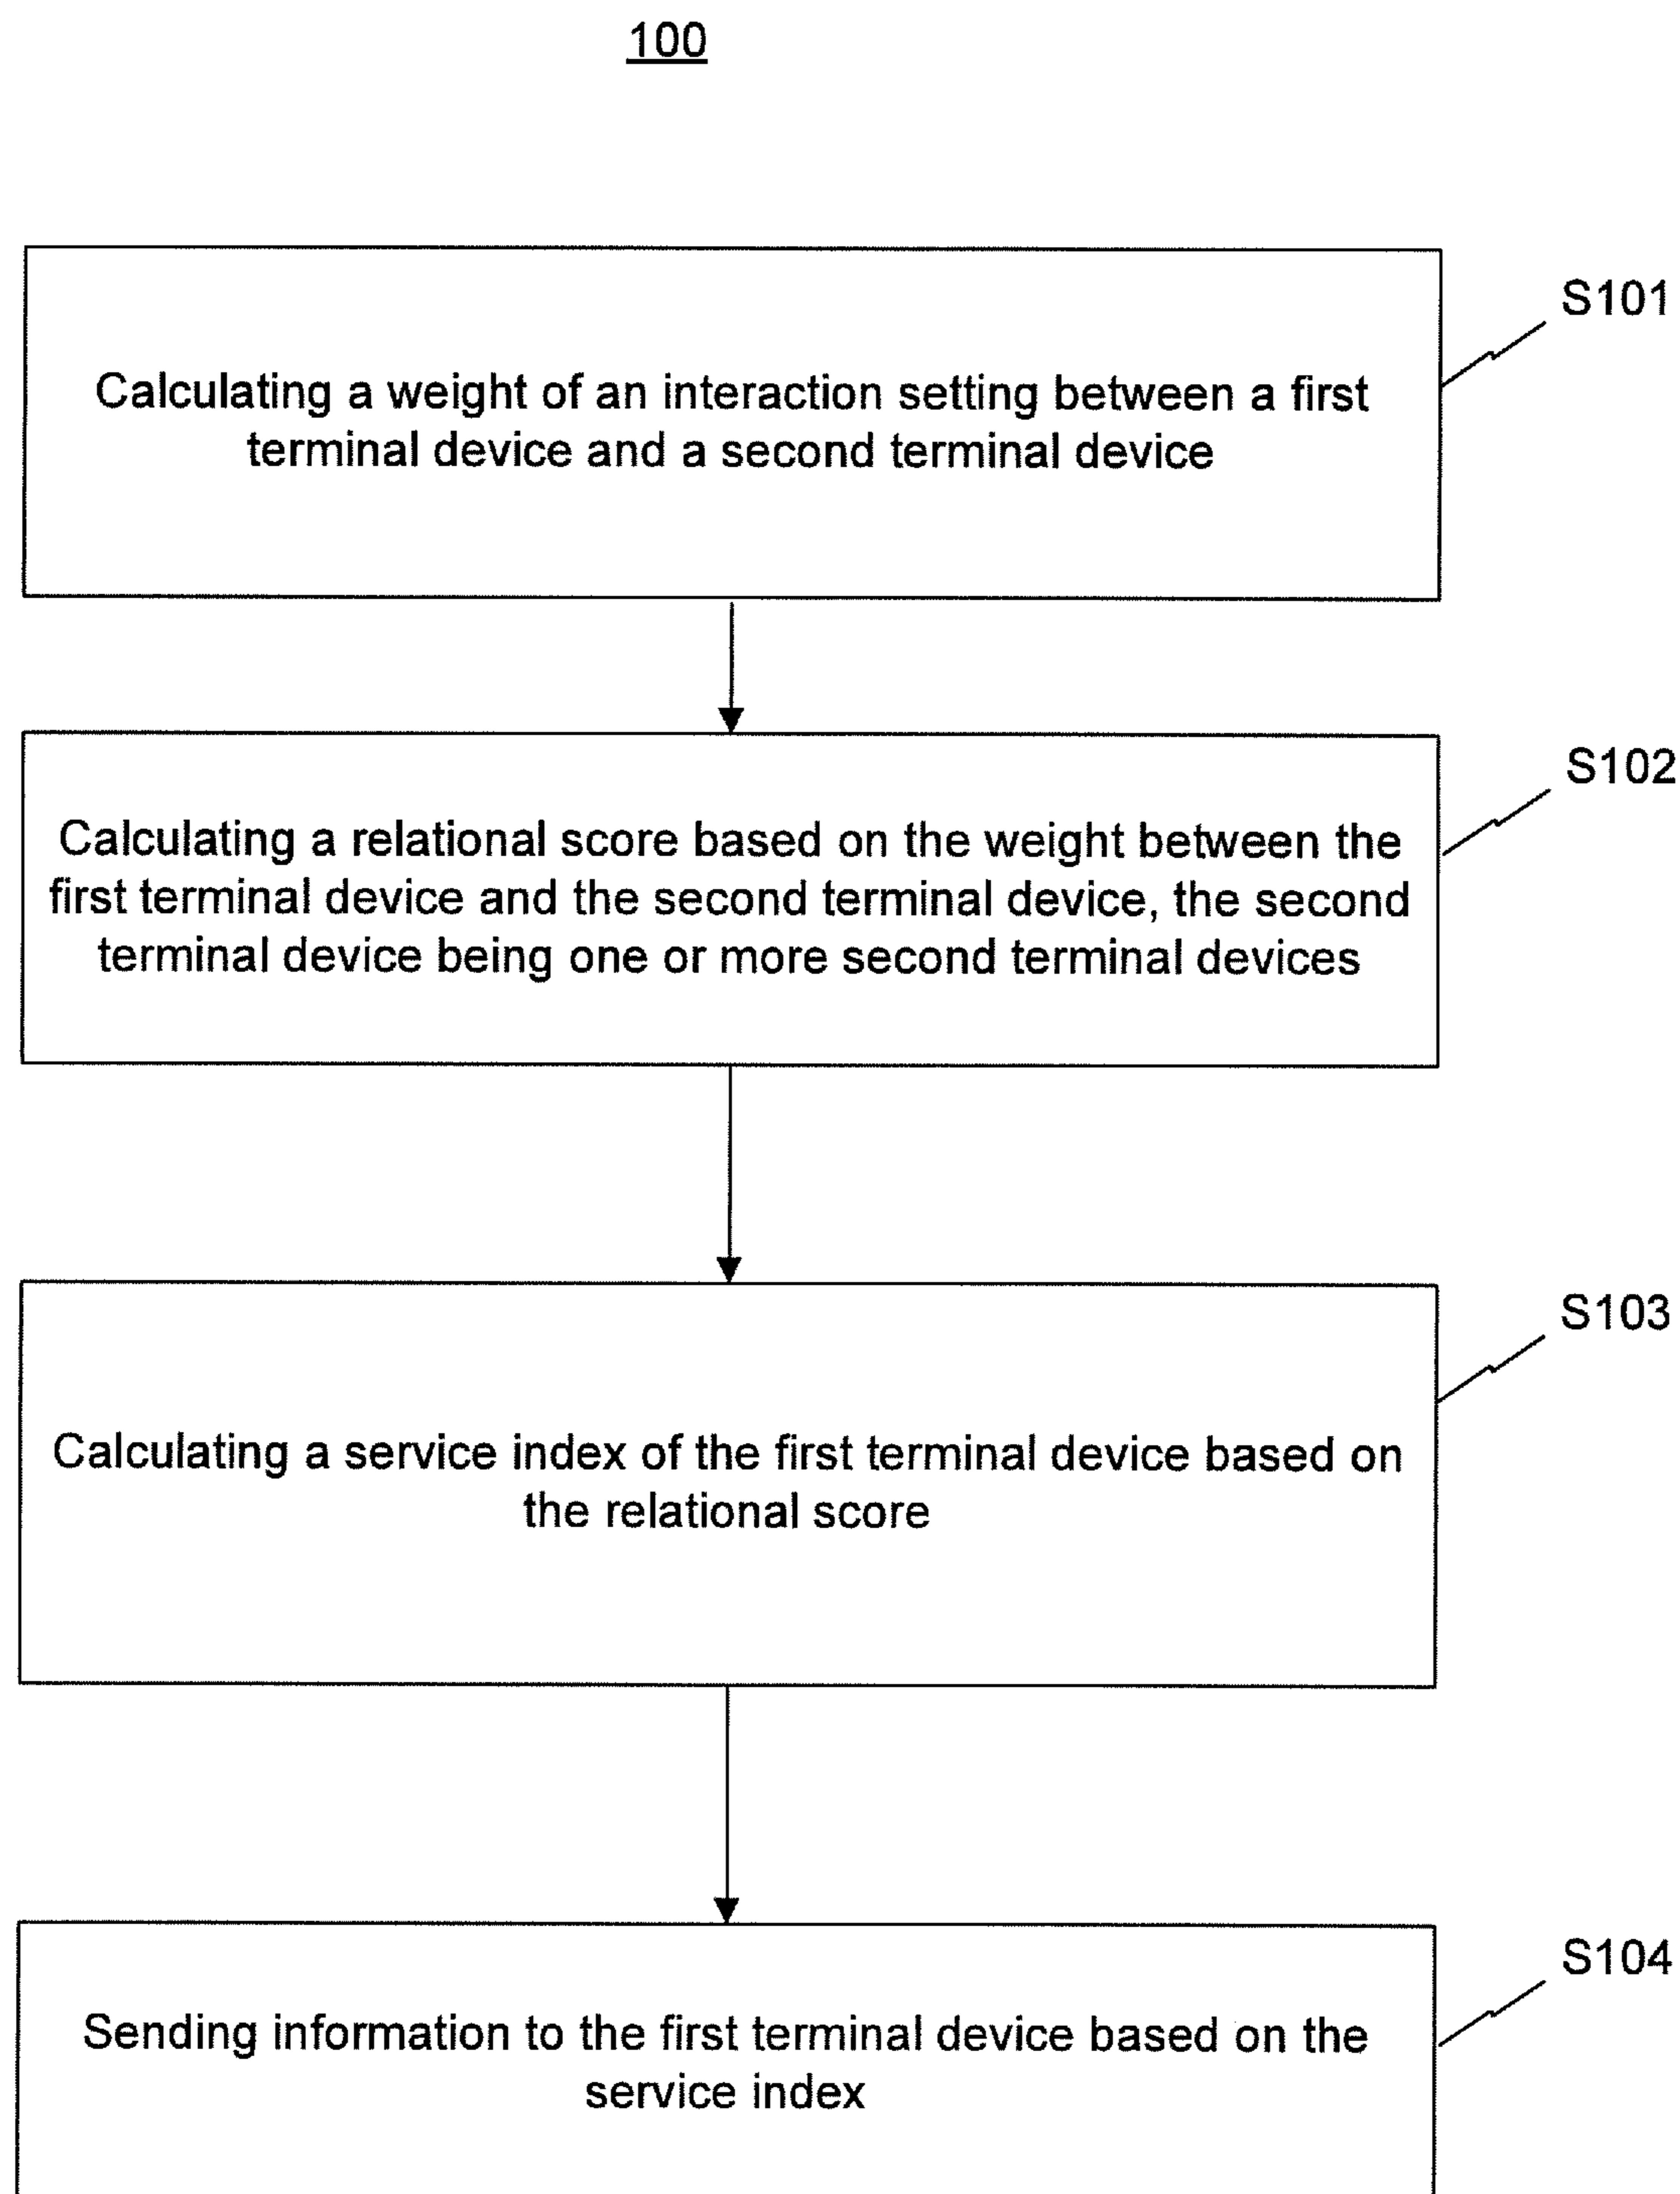 100
S101
Calculating a weight of an interaction setting between a first
terminal device and a second terminal device
S102
Calculating a relational score based on the weight between the
first terminal device and the second terminal device, the second
terminal device being one or more second terminal devices
S103
Calculating a service index of the first terminal device based on
the relational score
S104
Sending information to the first terminal device based on the
service index